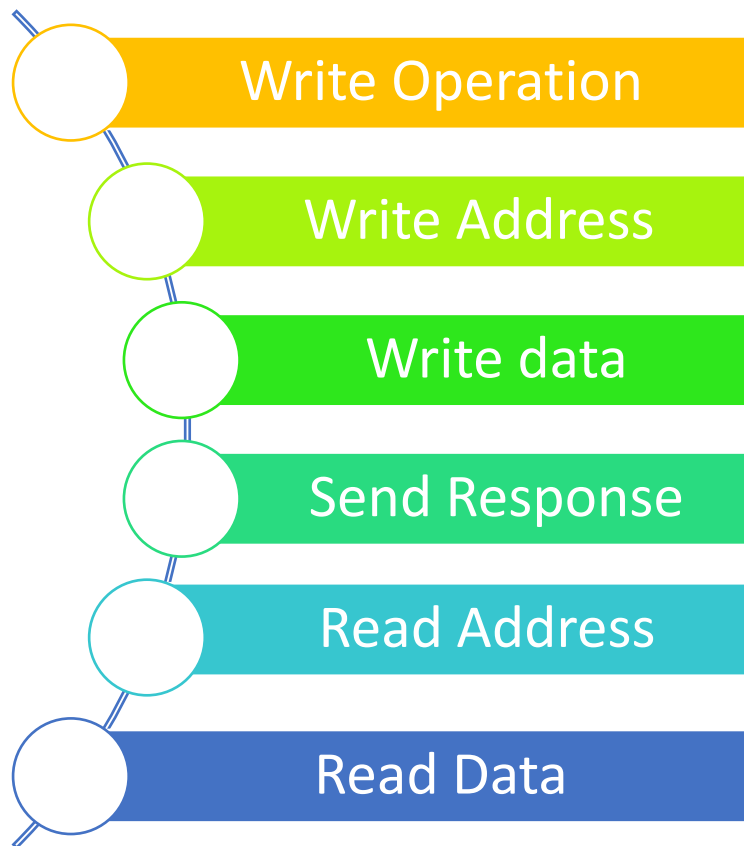 Write Operation
Write Address
Write data
Send Response
Read Address
Read Data